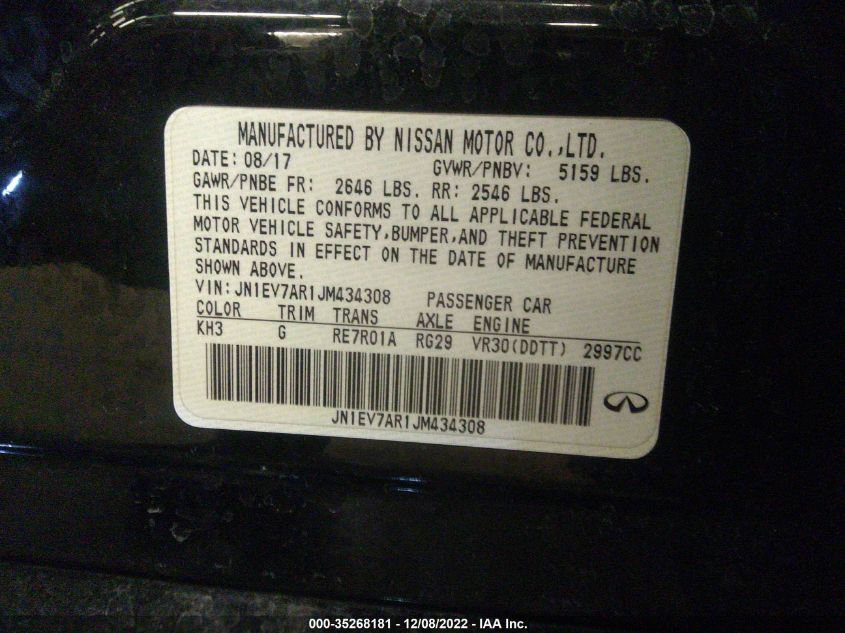 MANUFACTURED BY NISSAN MOTOR CO.,LTD.
DATE: 08/17 GVWR/PNBV: 5159 LBS.
GAWR/PNBE FR: 2646 LBS. RR: 2546 LBS.
THIS VEHICLE CONFORMS TO ALL APPLICABLE FEDERAL
MOTOR VEHICLE SAFETY,BUMPER,AND THEFT PREVENTION
STANDARDS IN EFFECT ON THE DATE OF MANUFACTURE
SHOWN ABOVE.
VIN:JN1EV7AR1JM434308 PASSENGER CAR
COLOR TRIM TRANS AXLE ENGINE
KH3 G RE7R01A RG29 VR30(DDTT) 2997CC
JN1EV7AR1JM434308
000-35268181 - 12/08/2022 - IAA Inc.